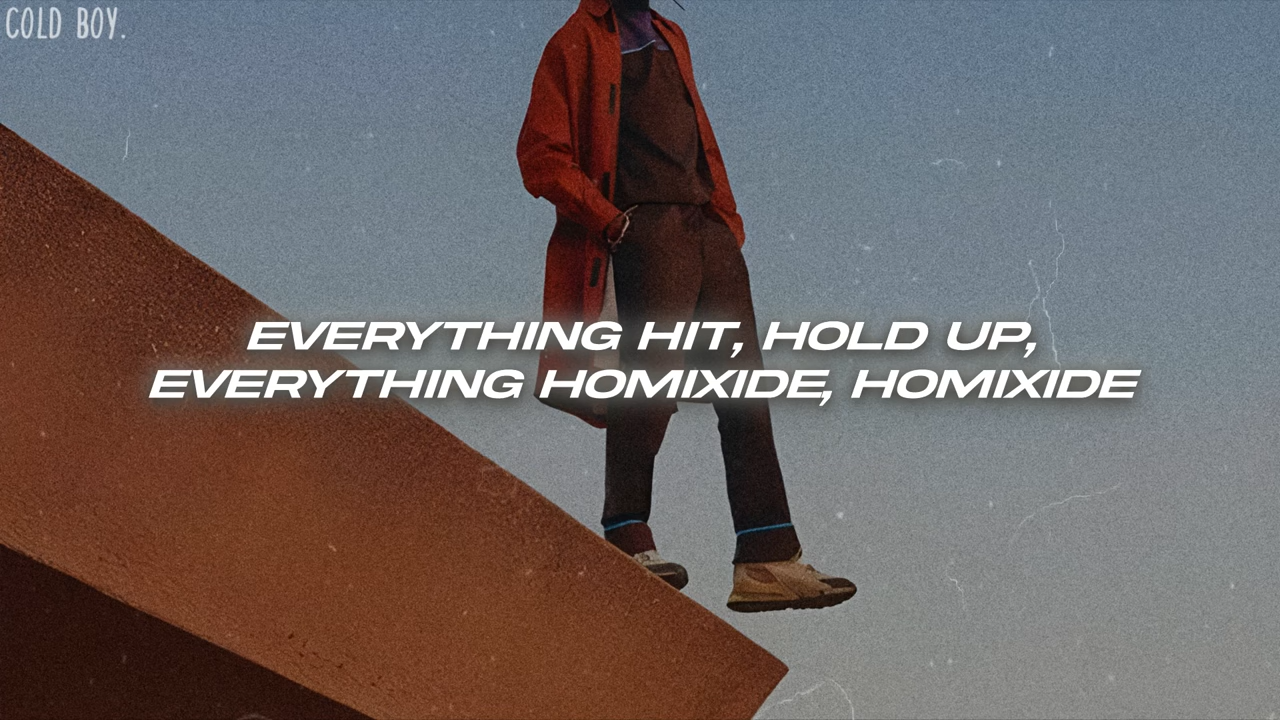 COLD BOY.
EVERYTHING HIT, HOLD UP,
EVERYTHING HOMIXIDE, HOMIXIDE